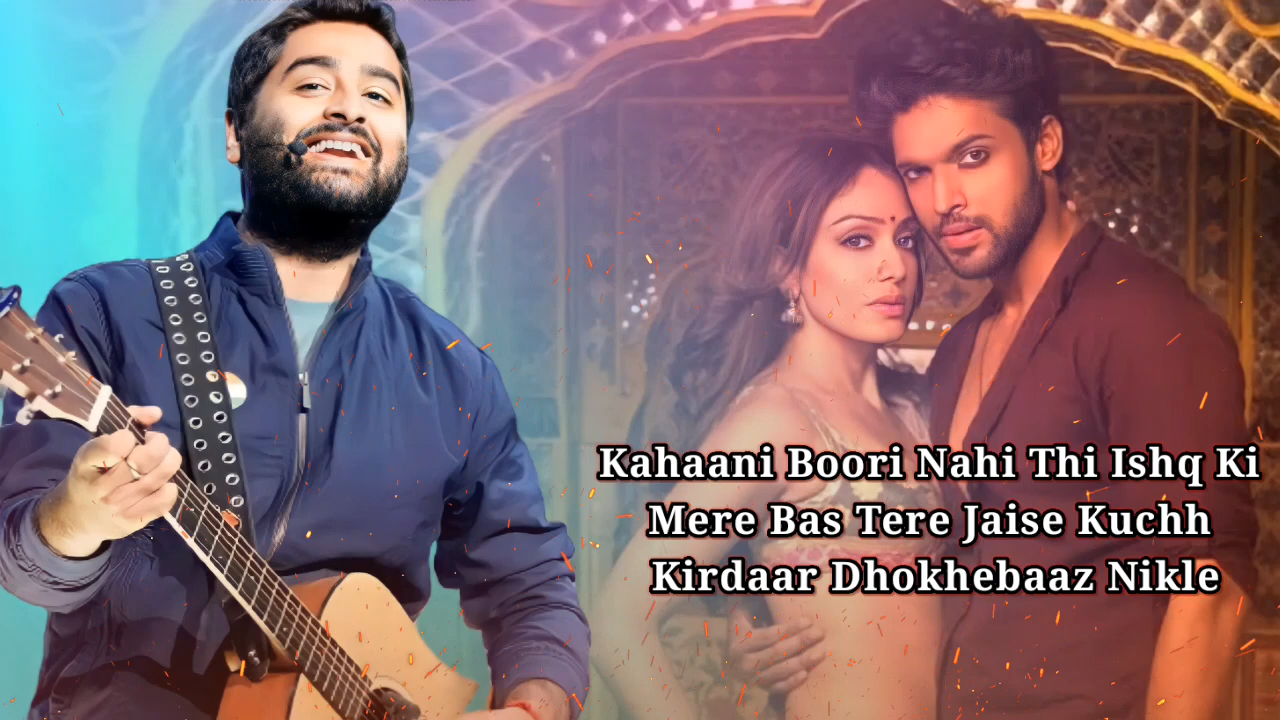 Kahaani Boori Nahi Thi Ishq Ki
Mere Bas Tere Jaise Kuchh
Kirdaar Dhokhebaaz Nikle